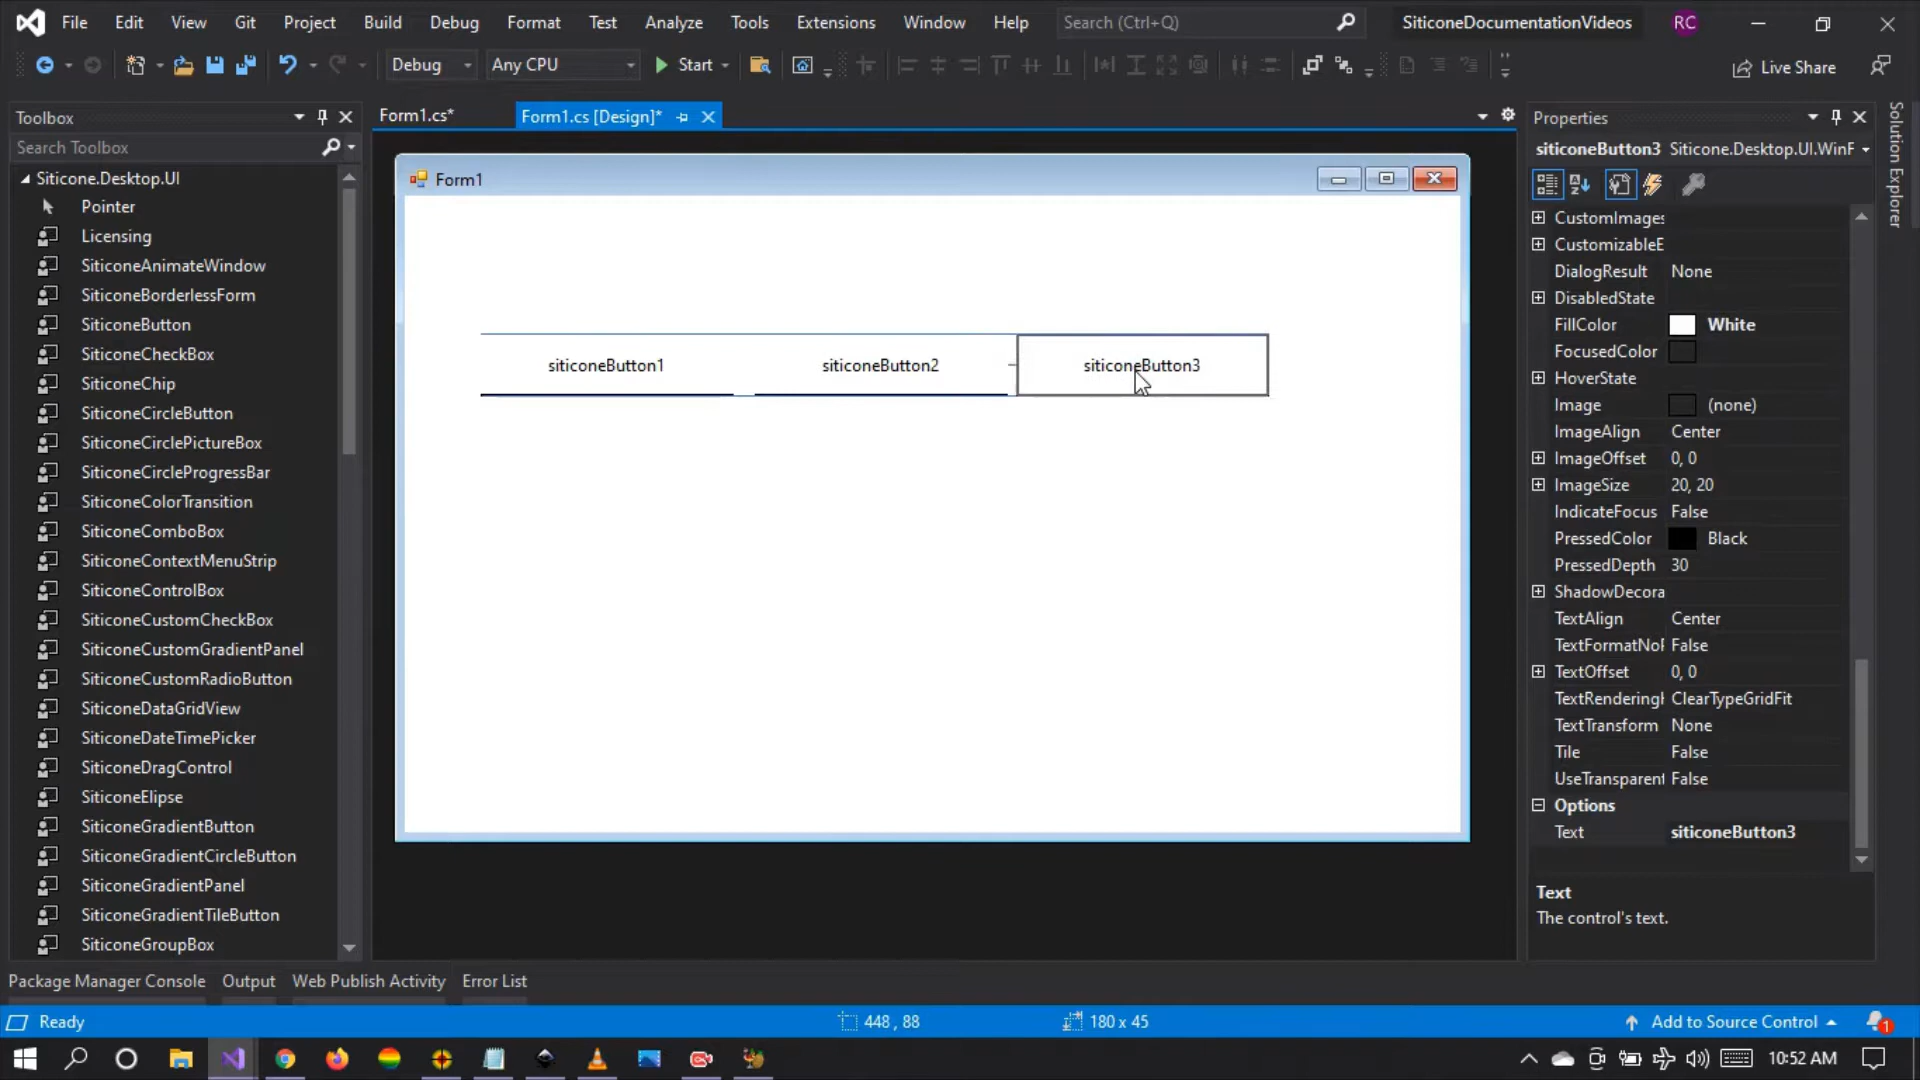 File Edit View Git Project Build Debug Format Test Analyze Tools Extensions Window Help Search (Ctrl+Q) SiticoneDocumentationVideos RC
Debug Any CPU Start Live Share
Toolbox
Search Toolbox
Siticone.Desktop.UI
Pointer
Licensing
SiticoneAnimateWindow
SiticoneBorderlessForm
SiticoneButton
SiticoneCheckBox
SiticoneChip
SiticoneCircleButton
SiticoneCirclePictureBox
SiticoneCircleProgressBar
SiticoneColorTransition
SiticoneComboBox
SiticoneContextMenuStrip
SiticoneControlBox
SiticoneCustomCheckBox
SiticoneCustomGradientPanel
SiticoneCustomRadioButton
SiticoneDataGridView
SiticoneDateTimePicker
SiticoneDragControl
SiticoneElipse
SiticoneGradientButton
SiticoneGradientCircleButton
SiticoneGradientPanel
SiticoneGradientTileButton
SiticoneGroupBox
Form1.cs* Form1.cs [Design]*
Form1
siticoneButton1 siticoneButton2 siticoneButton3
Properties
siticoneButton3 Siticone.Desktop.UI.WinF
CustomImages
CustomizableE
DialogResult None
DisabledState
FillColor White
FocusedColor
HoverState
Image (none)
ImageAlign Center
ImageOffset 0, 0
ImageSize 20, 20
IndicateFocus False
PressedColor Black
PressedDepth 30
ShadowDecora
TextAlign Center
TextFormatNoP False
TextOffset 0, 0
TextRenderingH ClearTypeGridFit
TextTransform None
Tile False
UseTransparent False
Options
Text siticoneButton3
Text
The control's text.
Solution Explorer
Package Manager Console Output Web Publish Activity Error List
Ready 448 , 88 180 x 45 Add to Source Control 1
10:52 AM